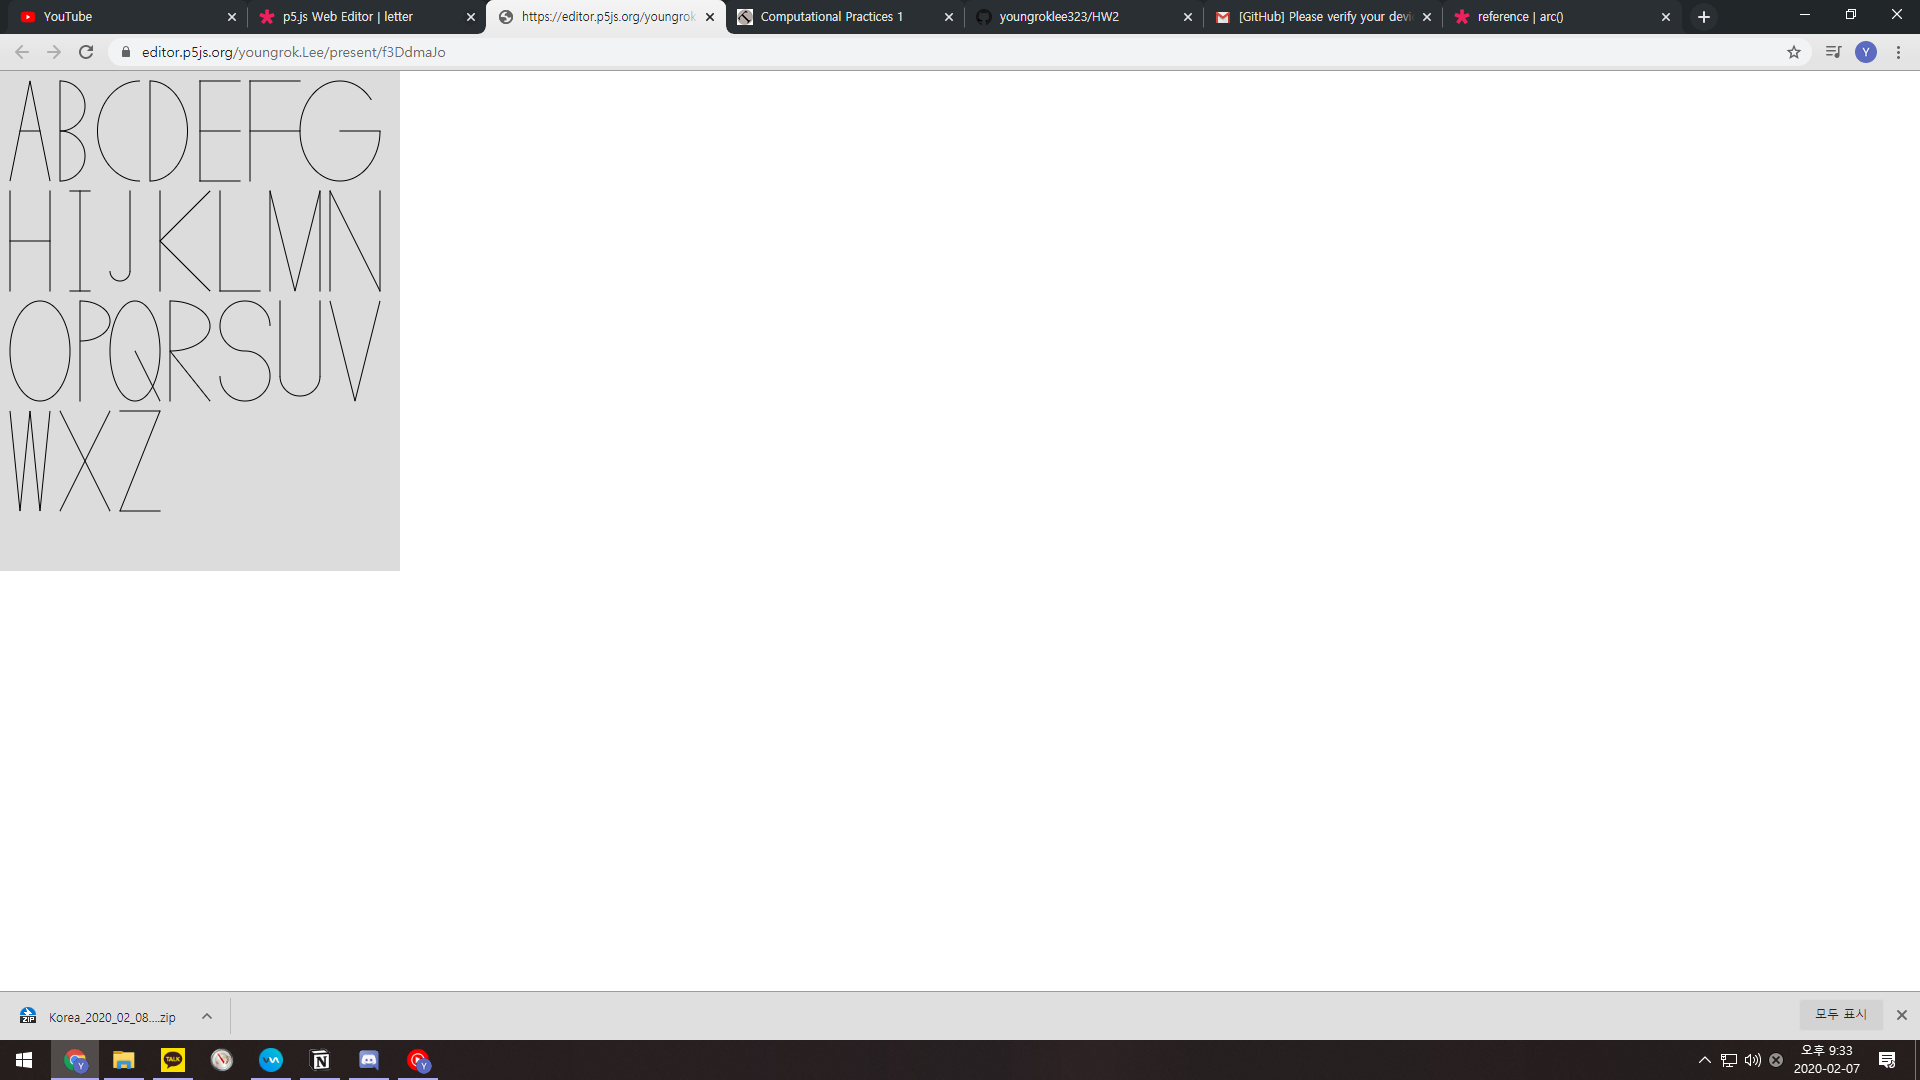 YouTube
p5.js Web Editor | letter
https://editor.p5js.org/youngrok
Computational Practices 1
youngroklee323/HW2
[GitHub] Please verify your devi
reference | arc()
editor.p5js.org/youngrok.Lee/present/f3DdmaJo
Y
ABCDEFG
HIJKLMN
OPQRSUV
WXZ
ZIP
Korea_2020_02_08....zip
모두 표시
Y
TALK
N
Y
오후 9:33
2020-02-07